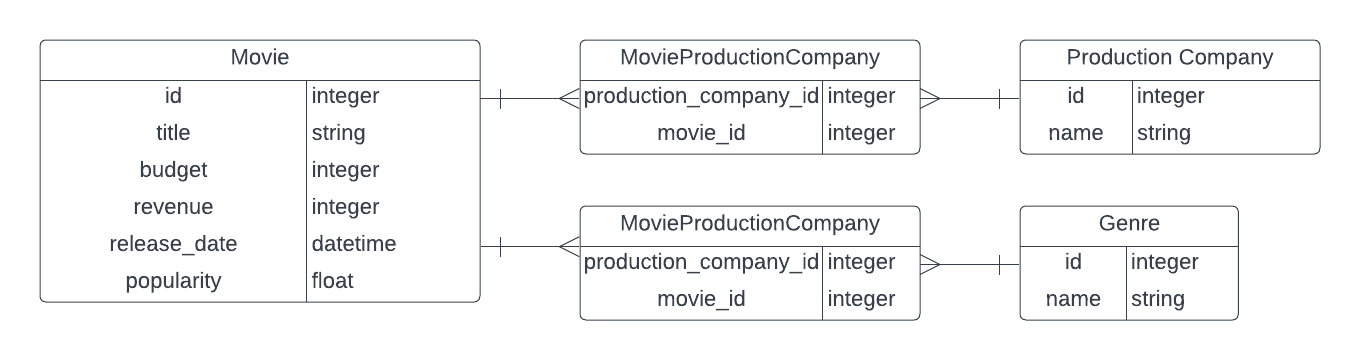 Movie
id integer
title string
budget integer
revenue integer
release_date datetime
popularity float
MovieProductionCompany
production_company_id integer
movie_id integer
Production Company
id integer
name string
MovieProductionCompany
production_company_id integer
movie_id integer
Genre
id integer
name string